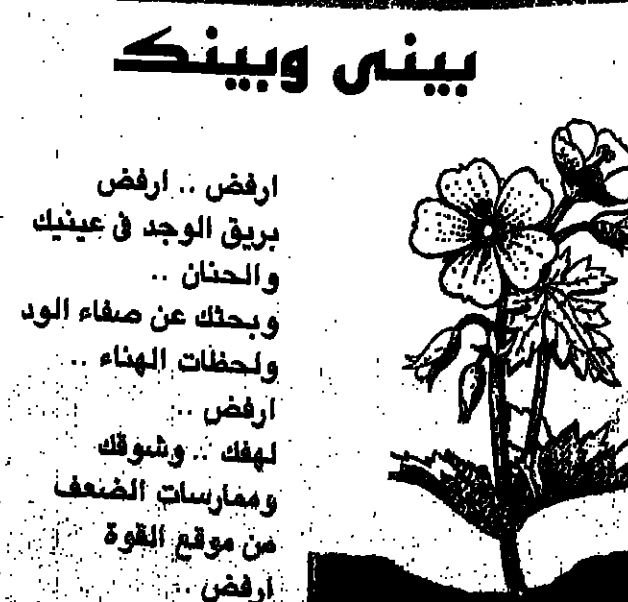 بينى وبينك
ارفض .. ارفض
بريق الوجد فى عينيك
والحنان ..
وبحثك عن صفاء الود
ولحظات الهناء ..
ارفض ..
لهفك .. وشوقك
وممارسات الضعف
من موقع القوة
ارفض ..